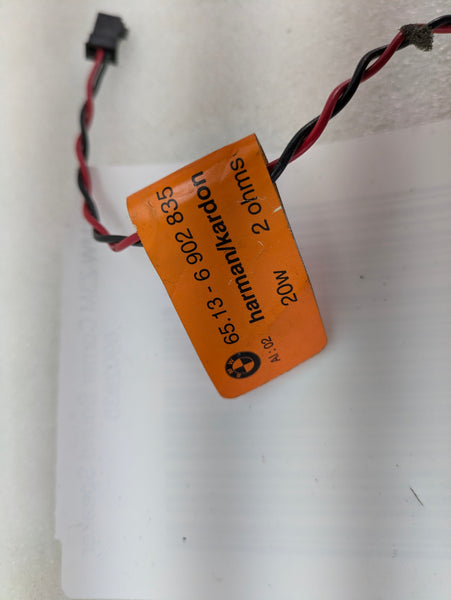 65.13 - 6 902 835
harman/kardon
AI : 02
20w
2 ohms